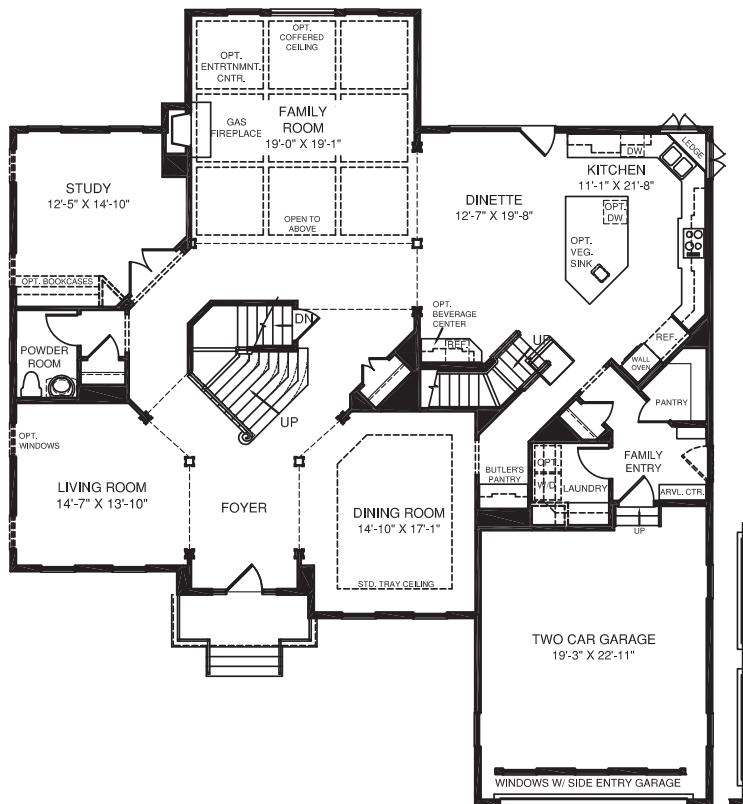 OPT.
COFFERED
CEILING
OPT.
ENTRTNMNT.
CNTR.
GAS
FIREPLACE
FAMILY
ROOM
19'-0" X 19'-1"
OPEN TO
ABOVE
STUDY
12'-5" X 14'-10"
OPT. BOOKCASES
DINETTE
12'-7" X 19"-8"
KITCHEN
11'-1" X 21'-8"
DW
LEDGE
OPT.
DW
OPT.
VEG.
SINK
OPT.
BEVERAGE
CENTER
REF.
UP
REF.
WALL
OVEN
PANTRY
DN
UP
POWDER
ROOM
OPT.
WINDOWS
LIVING ROOM
14'-7" X 13'-10"
FOYER
DINING ROOM
14'-10" X 17'-1"
STD. TRAY CEILING
BUTLER'S
PANTRY
OPT.
W/D
LAUNDRY
FAMILY
ENTRY
ARVL. CTR.
UP
TWO CAR GARAGE
19'-3" X 22'-11"
WINDOWS W/ SIDE ENTRY GARAGE